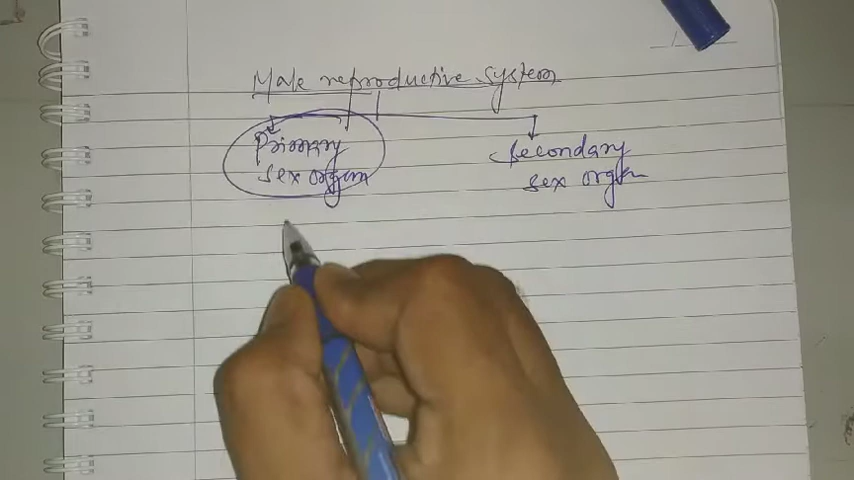 Male reproductive system
Primary
sex organ
Secondary
sex organ